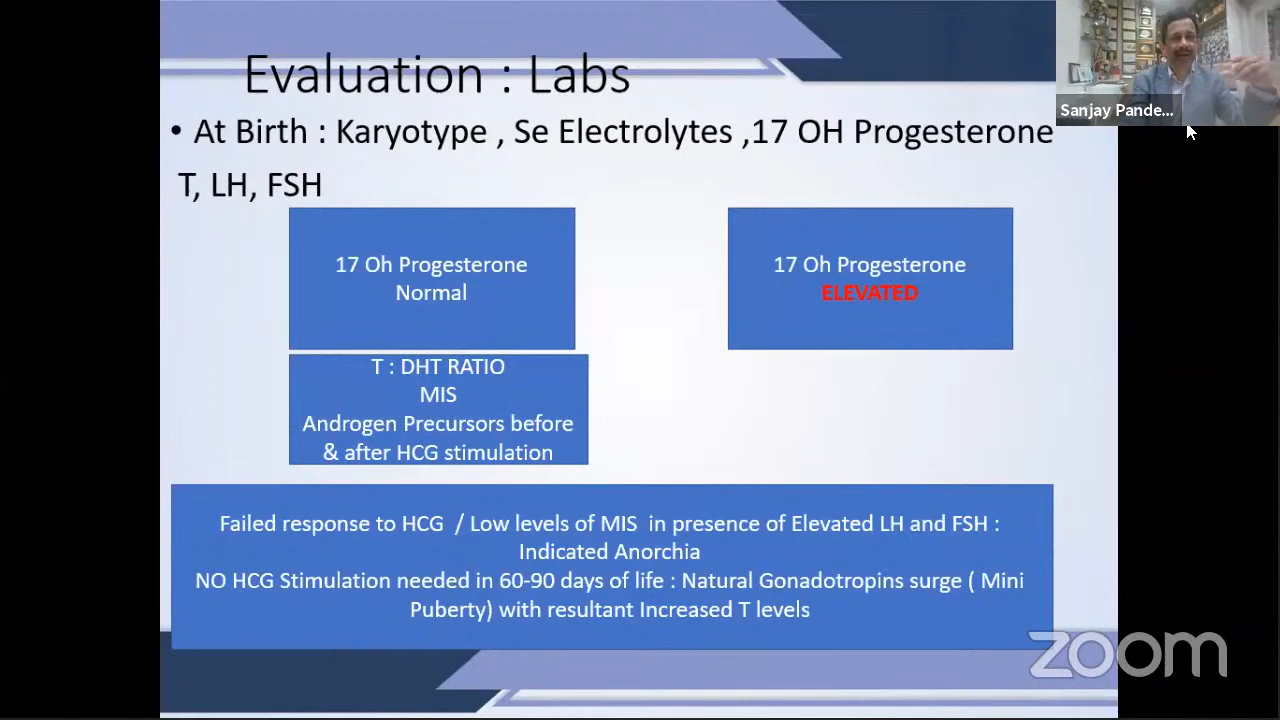 Evaluation : Labs
Sanjay Pande...
• At Birth : Karyotype , Se Electrolytes ,17 OH Progesterone
T, LH, FSH
17 Oh Progesterone
Normal
17 Oh Progesterone
ELEVATED
T : DHT RATIO
MIS
Androgen Precursors before
& after HCG stimulation
Failed response to HCG / Low levels of MIS in presence of Elevated LH and FSH :
Indicated Anorchia
NO HCG Stimulation needed in 60-90 days of life : Natural Gonadotropins surge ( Mini
Puberty) with resultant Increased T levels
zoom